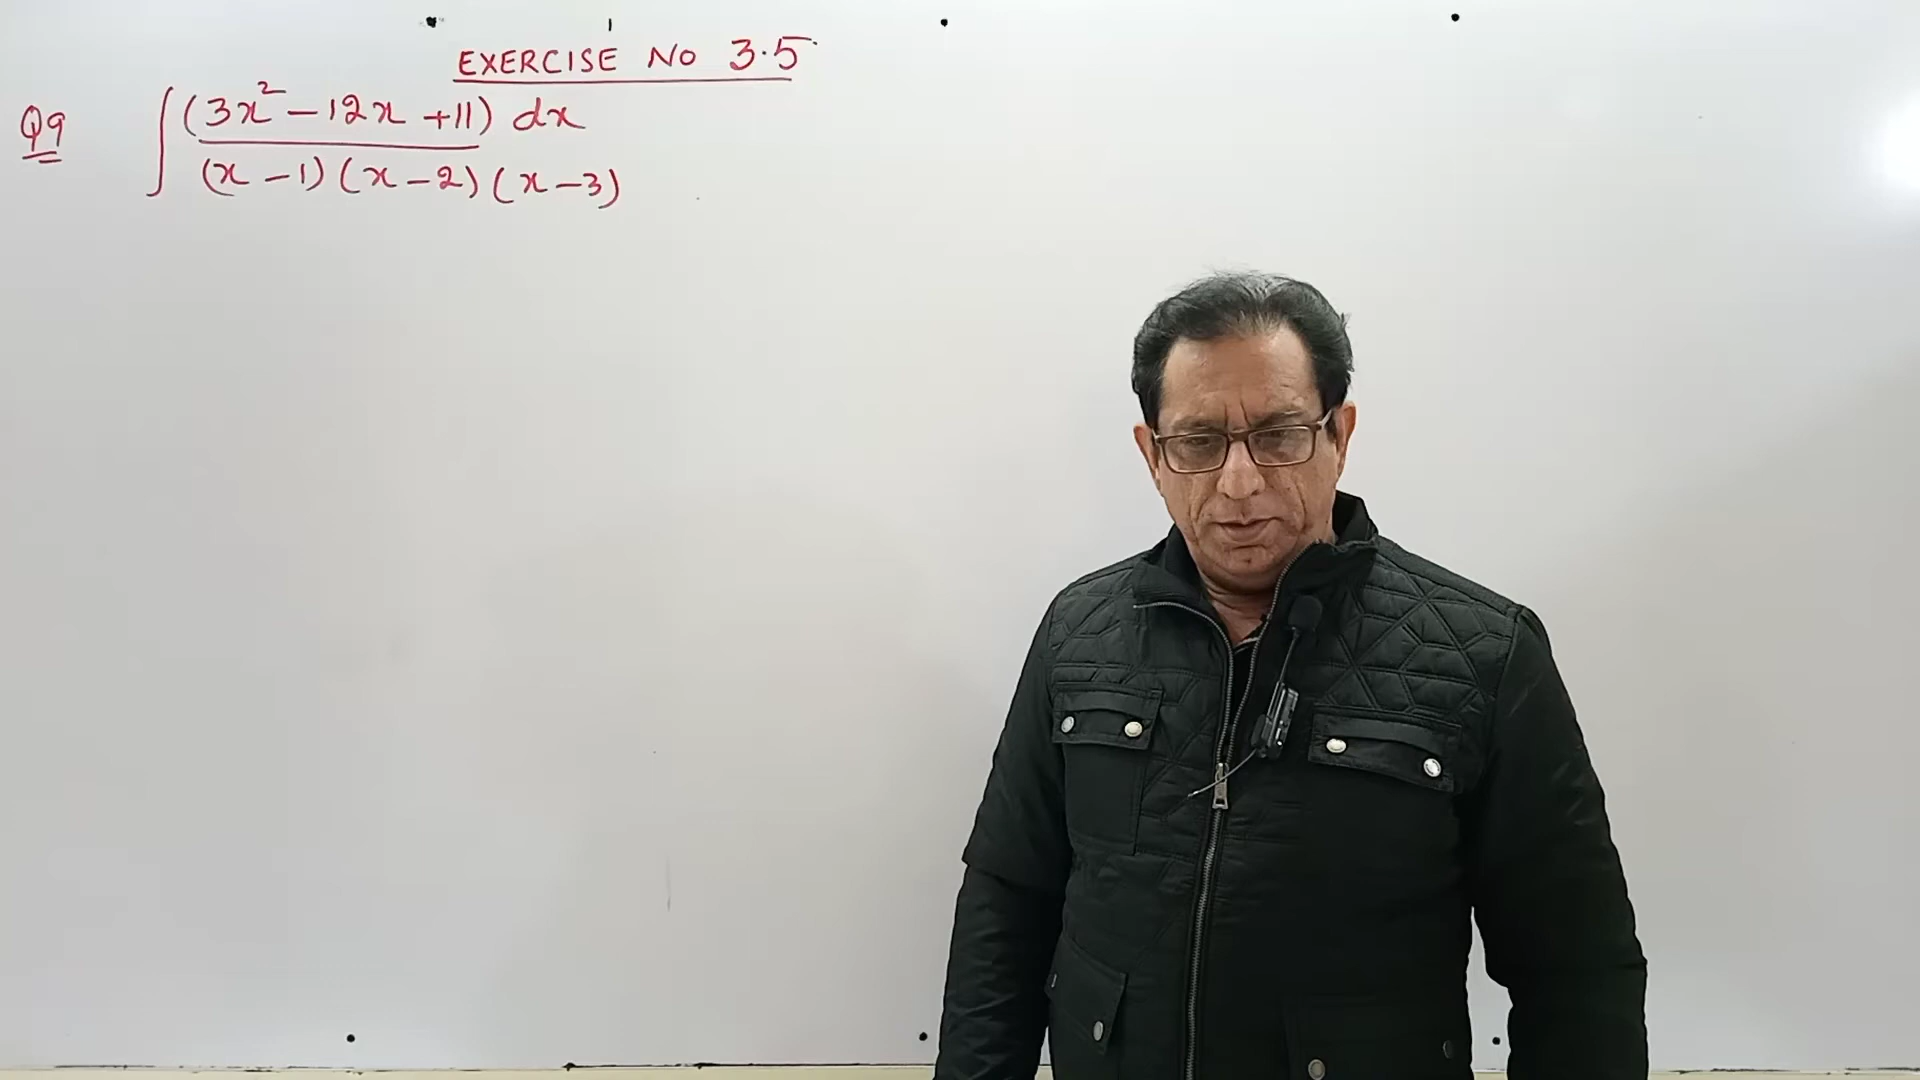 EXERCISE NO 3.5
Q9 ∫ (3x² - 12x + 11) dx
(x - 1) (x - 2) (x - 3)